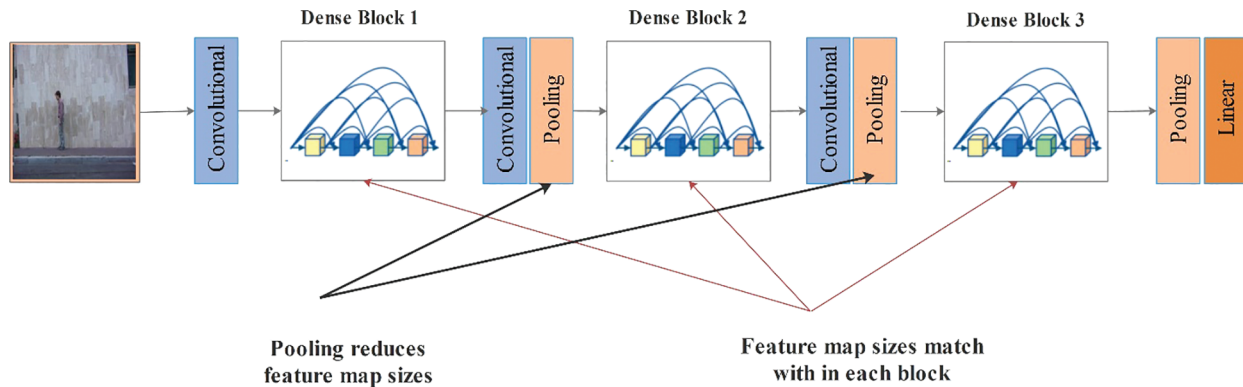 Dense Block 1
Dense Block 2
Dense Block 3
Convolutional
Convolutional
Pooling
Convolutional
Pooling
Pooling
Linear
Pooling reduces
feature map sizes
Feature map sizes match
with in each block